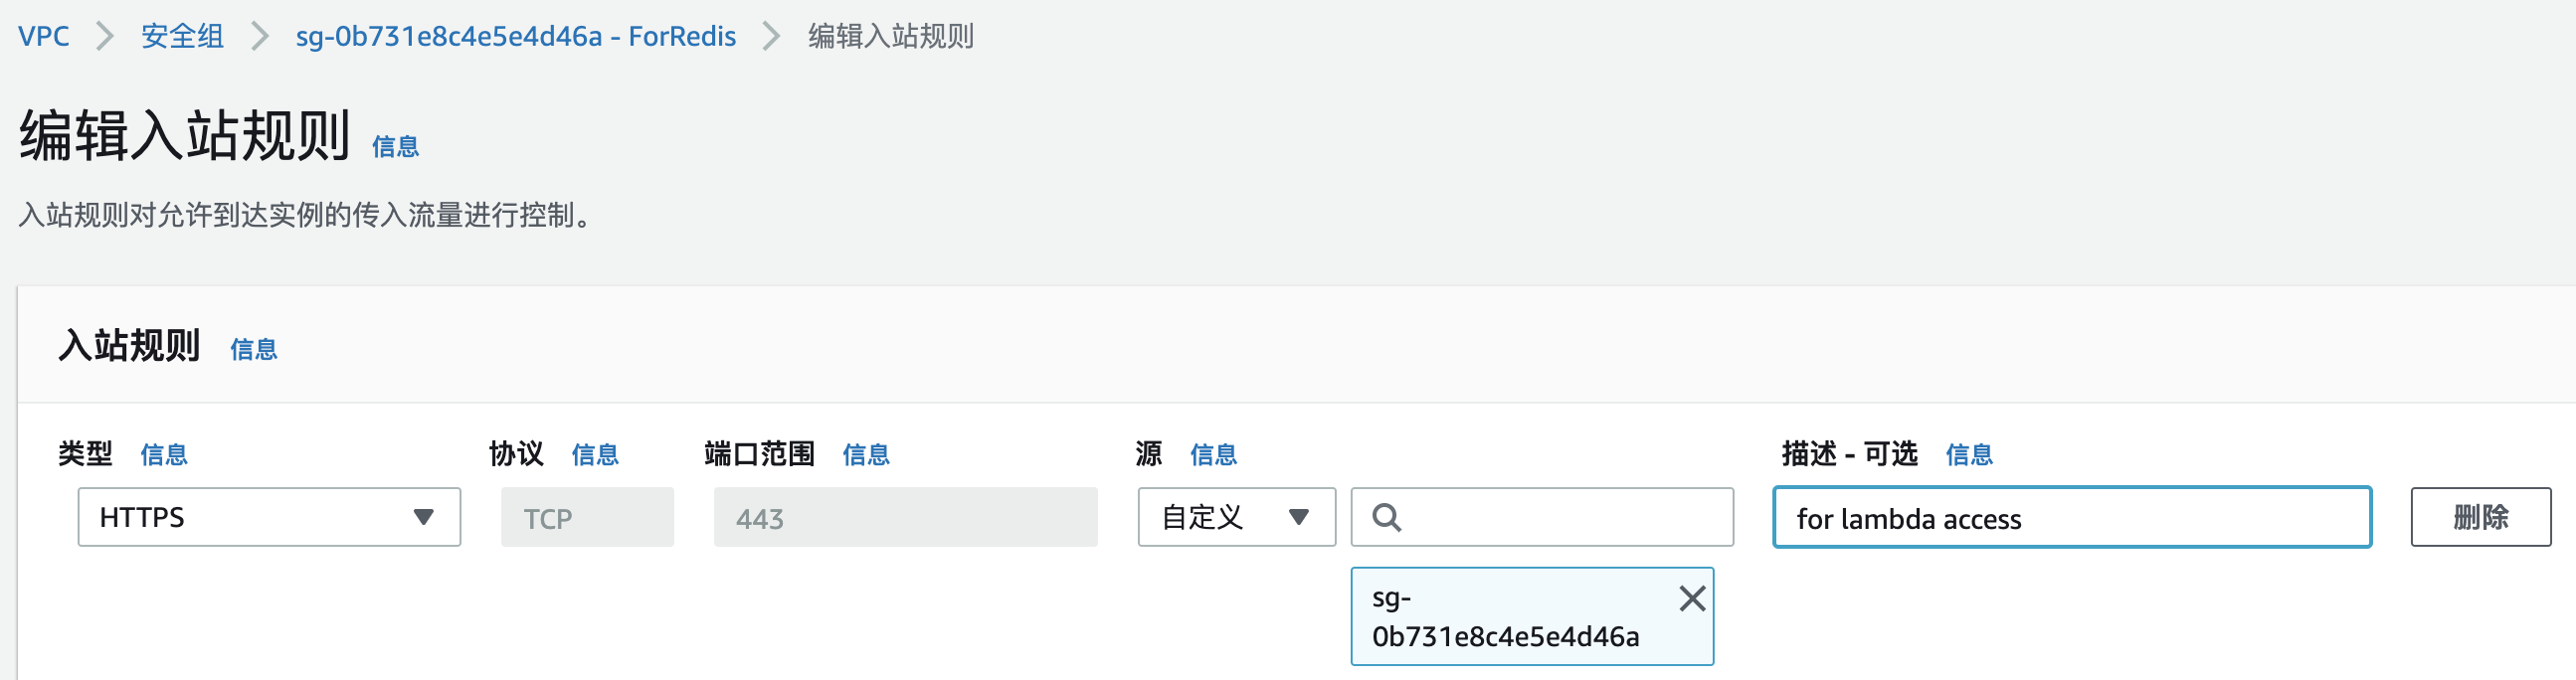 VPC 安全组 sg-0b731e8c4e5e4d46a - ForRedis 编辑入站规则
编辑入站规则 信息
入站规则对允许到达实例的传入流量进行控制。
入站规则 信息
类型 信息 协议 信息 端口范围 信息 源 信息 描述 - 可选 信息
HTTPS TCP 443 自定义 for lambda access 删除
sg-
0b731e8c4e5e4d46a